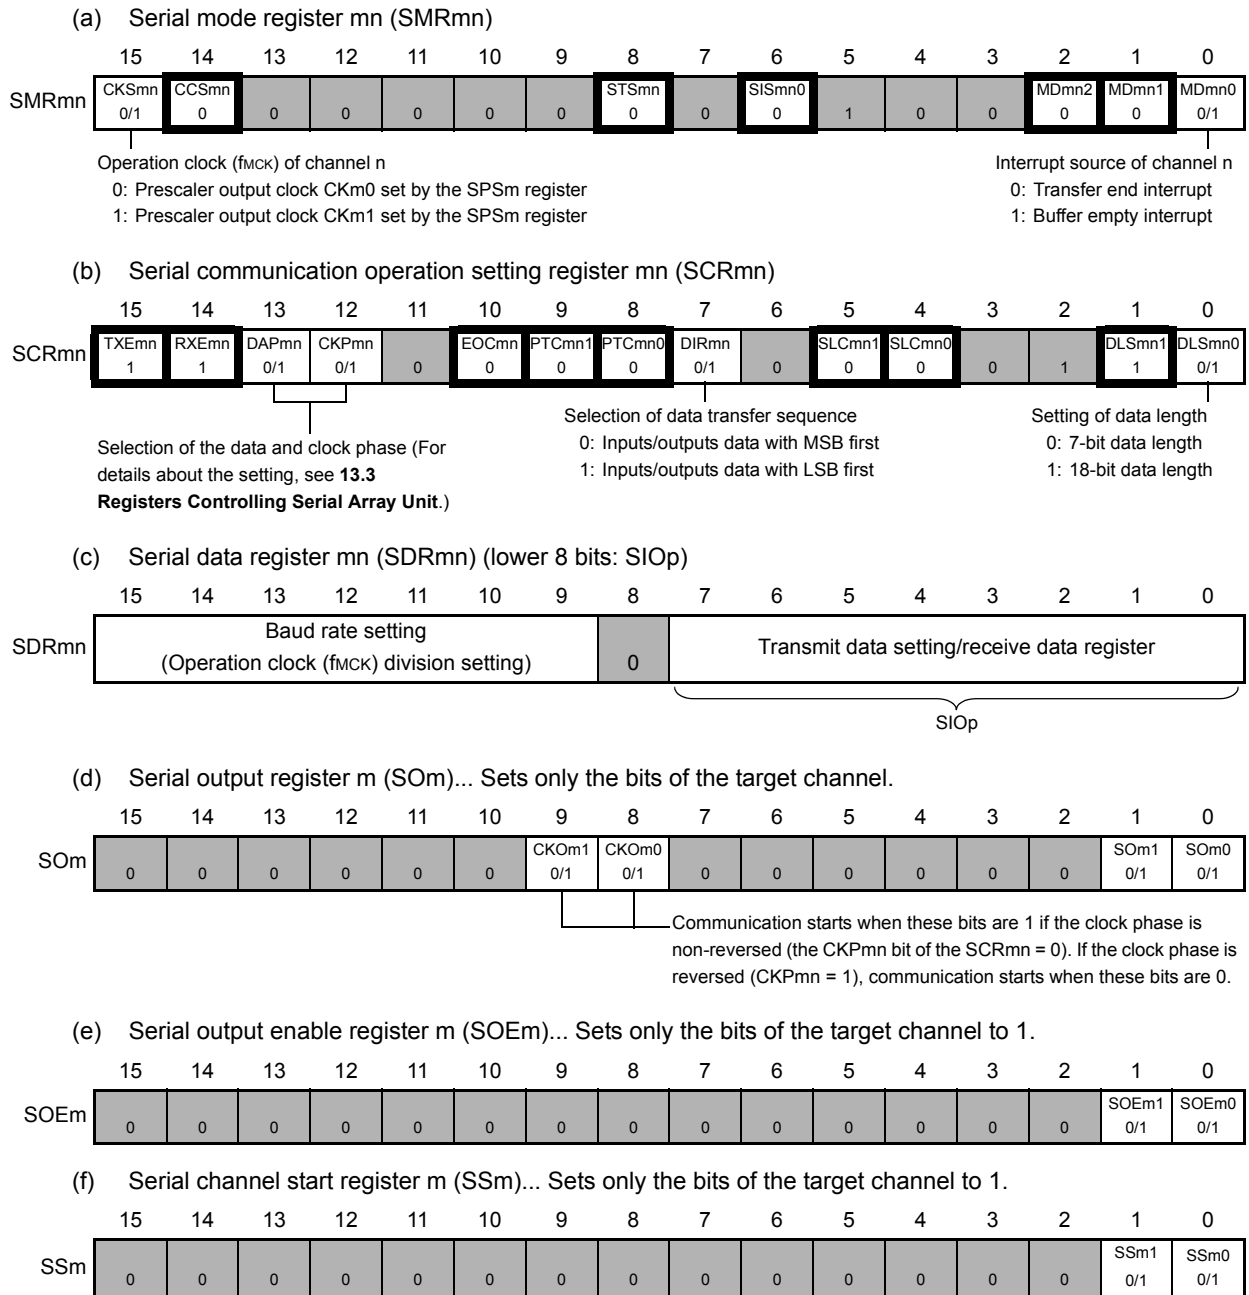 (a) Serial mode register mn (SMRmn)
15 14 13 12 11 10 9 8 7 6 5 4 3 2 1 0
SMRmn
CKSmn CCSmn STSmn SISmn0 MDmn2 MDmn1 MDmn0
0/1 0 0 0 0 0 0 0 0 0 1 0 0 0 0 0/1
Operation clock (fMCK) of channel n
0: Prescaler output clock CKm0 set by the SPSm register
1: Prescaler output clock CKm1 set by the SPSm register
Interrupt source of channel n
0: Transfer end interrupt
1: Buffer empty interrupt
(b) Serial communication operation setting register mn (SCRmn)
15 14 13 12 11 10 9 8 7 6 5 4 3 2 1 0
SCRmn
TXEmn RXEmn DAPmn CKPmn EOCmn PTCmn1 PTCmn0 DIRmn SLCmn1 SLCmn0 DLSmn1 DLSmn0
1 1 0/1 0/1 0 0 0 0 0/1 0 0 0 0 1 1 0/1
Selection of the data and clock phase (For
details about the setting, see 13.3
Registers Controlling Serial Array Unit.)
Selection of data transfer sequence
0: Inputs/outputs data with MSB first
1: Inputs/outputs data with LSB first
Setting of data length
0: 7-bit data length
1: 18-bit data length
(c) Serial data register mn (SDRmn) (lower 8 bits: SIOp)
15 14 13 12 11 10 9 8 7 6 5 4 3 2 1 0
SDRmn
Baud rate setting
(Operation clock (fMCK) division setting)
0
Transmit data setting/receive data register
SIOp
(d) Serial output register m (SOm)... Sets only the bits of the target channel.
15 14 13 12 11 10 9 8 7 6 5 4 3 2 1 0
SOm
CKOm1 CKOm0 SOm1 SOm0
0 0 0 0 0 0 0/1 0/1 0 0 0 0 0 0 0/1 0/1
Communication starts when these bits are 1 if the clock phase is
non-reversed (the CKPmn bit of the SCRmn = 0). If the clock phase is
reversed (CKPmn = 1), communication starts when these bits are 0.
(e) Serial output enable register m (SOEm)... Sets only the bits of the target channel to 1.
15 14 13 12 11 10 9 8 7 6 5 4 3 2 1 0
SOEm
SOEm1 SOEm0
0 0 0 0 0 0 0 0 0 0 0 0 0 0 0/1 0/1
(f) Serial channel start register m (SSm)... Sets only the bits of the target channel to 1.
15 14 13 12 11 10 9 8 7 6 5 4 3 2 1 0
SSm
SSm1 SSm0
0 0 0 0 0 0 0 0 0 0 0 0 0 0 0/1 0/1